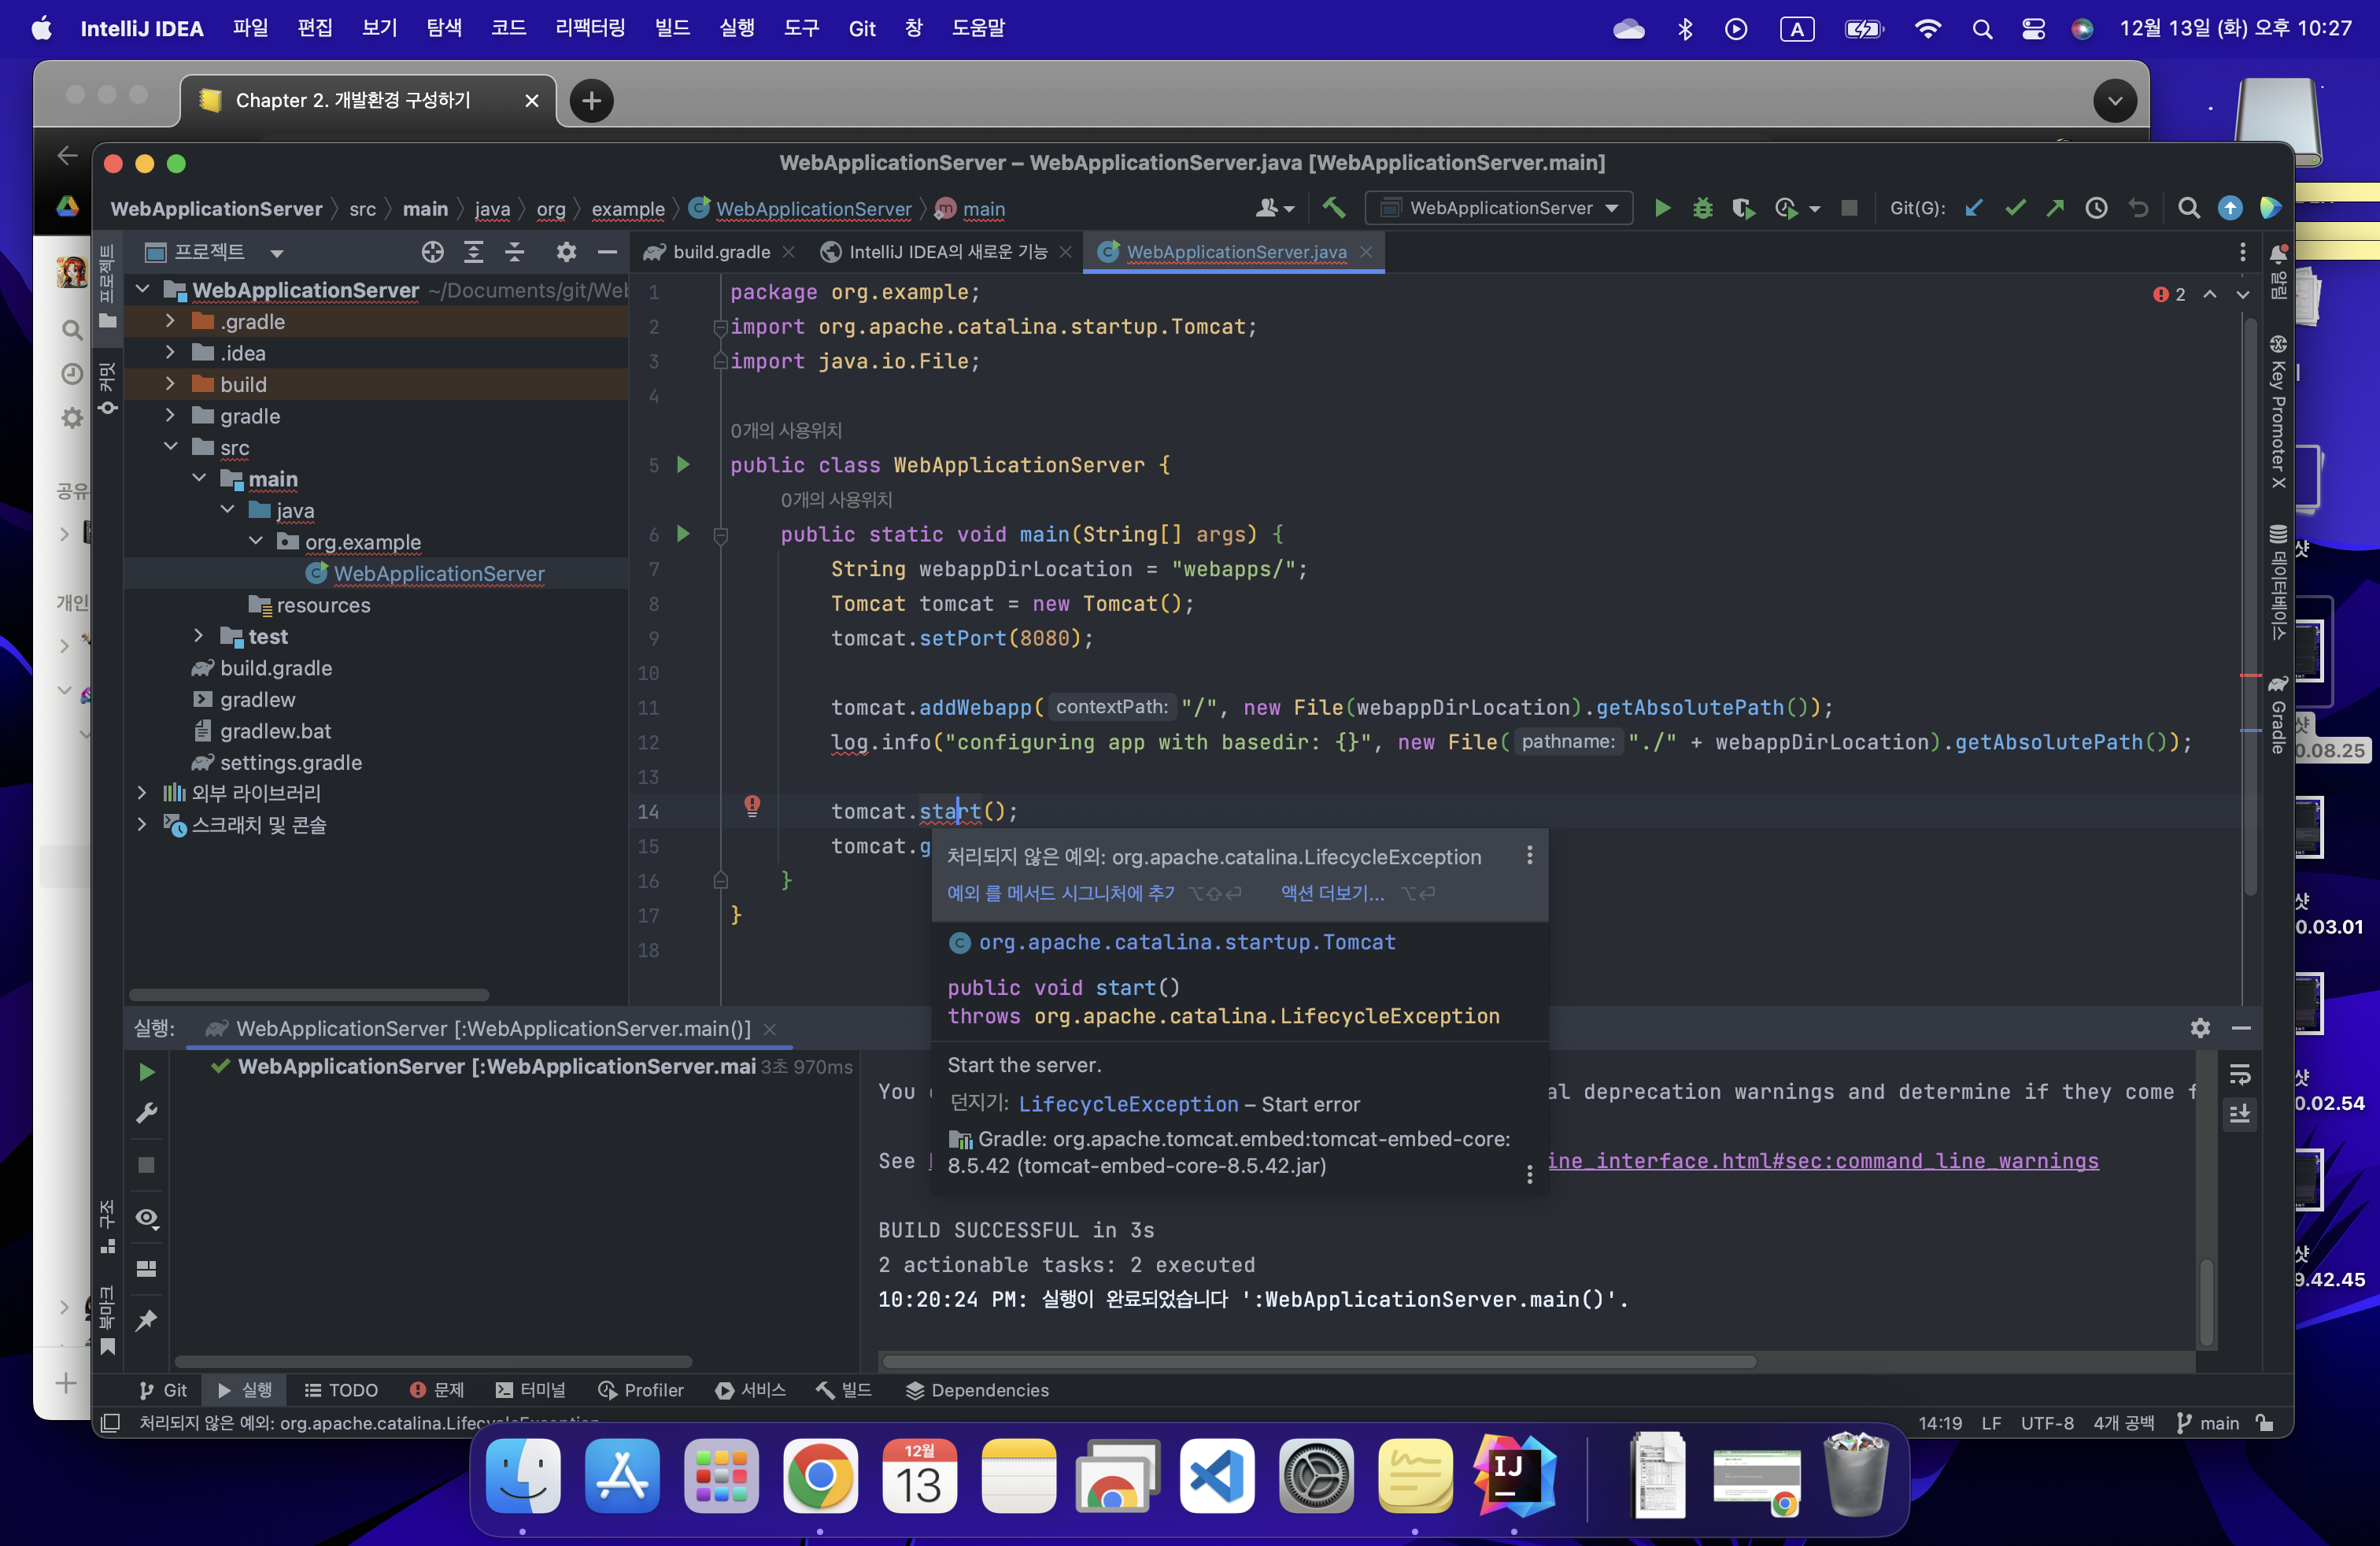 IntelliJ IDEA 파일 편집 보기 탐색 코드 리팩터링 빌드 실행 도구 Git 창 도움말
A 12월 13일 (화) 오후 10:27
Chapter 2. 개발환경 구성하기
WebApplicationServer – WebApplicationServer.java [WebApplicationServer.main]
WebApplicationServer src main java org example WebApplicationServer main
WebApplicationServer Git(G):
프로젝트
build.gradle IntelliJ IDEA의 새로운 기능 WebApplicationServer.java
프로젝트
커밋
구조
북마크
공유
개인
WebApplicationServer ~/Documents/git/Web
.gradle
.idea
build
gradle
src
main
java
org.example
WebApplicationServer
resources
test
build.gradle
gradlew
gradlew.bat
settings.gradle
외부 라이브러리
스크래치 및 콘솔
2
1 package org.example;
2 import org.apache.catalina.startup.Tomcat;
3 import java.io.File;
4
0개의 사용위치
5 public class WebApplicationServer {
0개의 사용위치
6 public static void main(String[] args) {
7 String webappDirLocation = "webapps/";
8 Tomcat tomcat = new Tomcat();
9 tomcat.setPort(8080);
10
11 tomcat.addWebapp( contextPath: "/", new File(webappDirLocation).getAbsolutePath());
12 log.info("configuring app with basedir: {}", new File( pathname: "./" + webappDirLocation).getAbsolutePath());
13
14 tomcat.start();
15 tomcat.g
16 }
17 }
18
처리되지 않은 예외: org.apache.catalina.LifecycleException
예외 를 메서드 시그니처에 추가 ⌥⇧⏎ 액션 더보기... ⌥⏎
org.apache.catalina.startup.Tomcat
public void start()
throws org.apache.catalina.LifecycleException
Start the server.
던지기: LifecycleException – Start error
Gradle: org.apache.tomcat.embed:tomcat-embed-core:
8.5.42 (tomcat-embed-core-8.5.42.jar)
알림
Key Promoter X
데이터베이스
Gradle
실행: WebApplicationServer [:WebApplicationServer.main()]
WebApplicationServer [:WebApplicationServer.mai 3초 970ms
You al deprecation warnings and determine if they come f
See ine_interface.html#sec:command_line_warnings
BUILD SUCCESSFUL in 3s
2 actionable tasks: 2 executed
10:20:24 PM: 실행이 완료되었습니다 ':WebApplicationServer.main()'.
Git 실행 TODO 문제 터미널 Profiler 서비스 빌드 Dependencies
처리되지 않은 예외: org.apache.catalina.LifecycleException
14:19 LF UTF-8 4개 공백 main
샷
샷
0.08.25
샷
0.03.01
샷
0.02.54
샷
9.42.45
12월
13
IJ